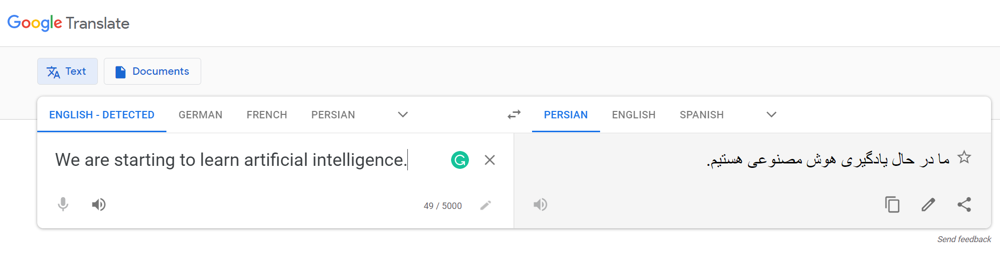 Google Translate
Text
Documents
ENGLISH - DETECTED GERMAN FRENCH PERSIAN
PERSIAN ENGLISH SPANISH
We are starting to learn artificial intelligence.
ما در حال یادگیری هوش مصنوعی هستیم.
49 / 5000
Send feedback